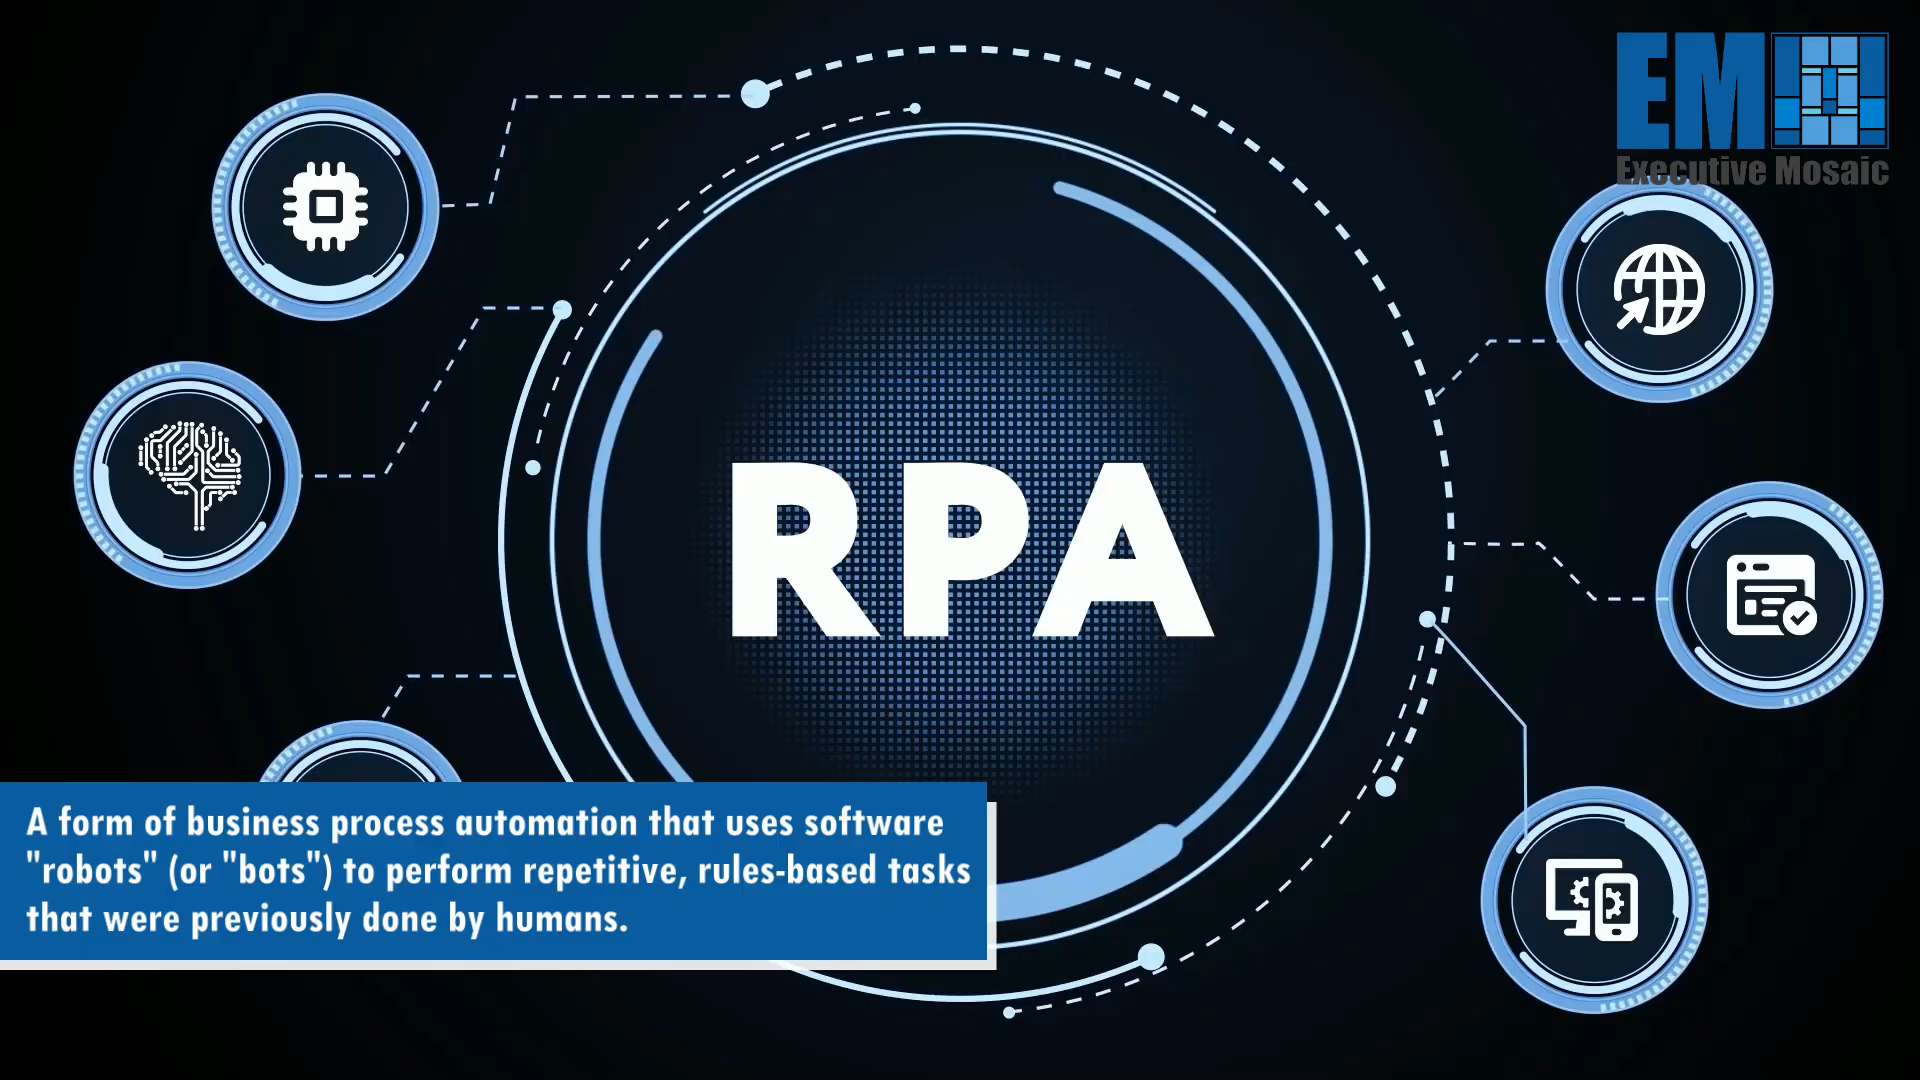 EM
Executive Mosaic
RPA
A form of business process automation that uses software
"robots" (or "bots") to perform repetitive, rules-based tasks
that were previously done by humans.